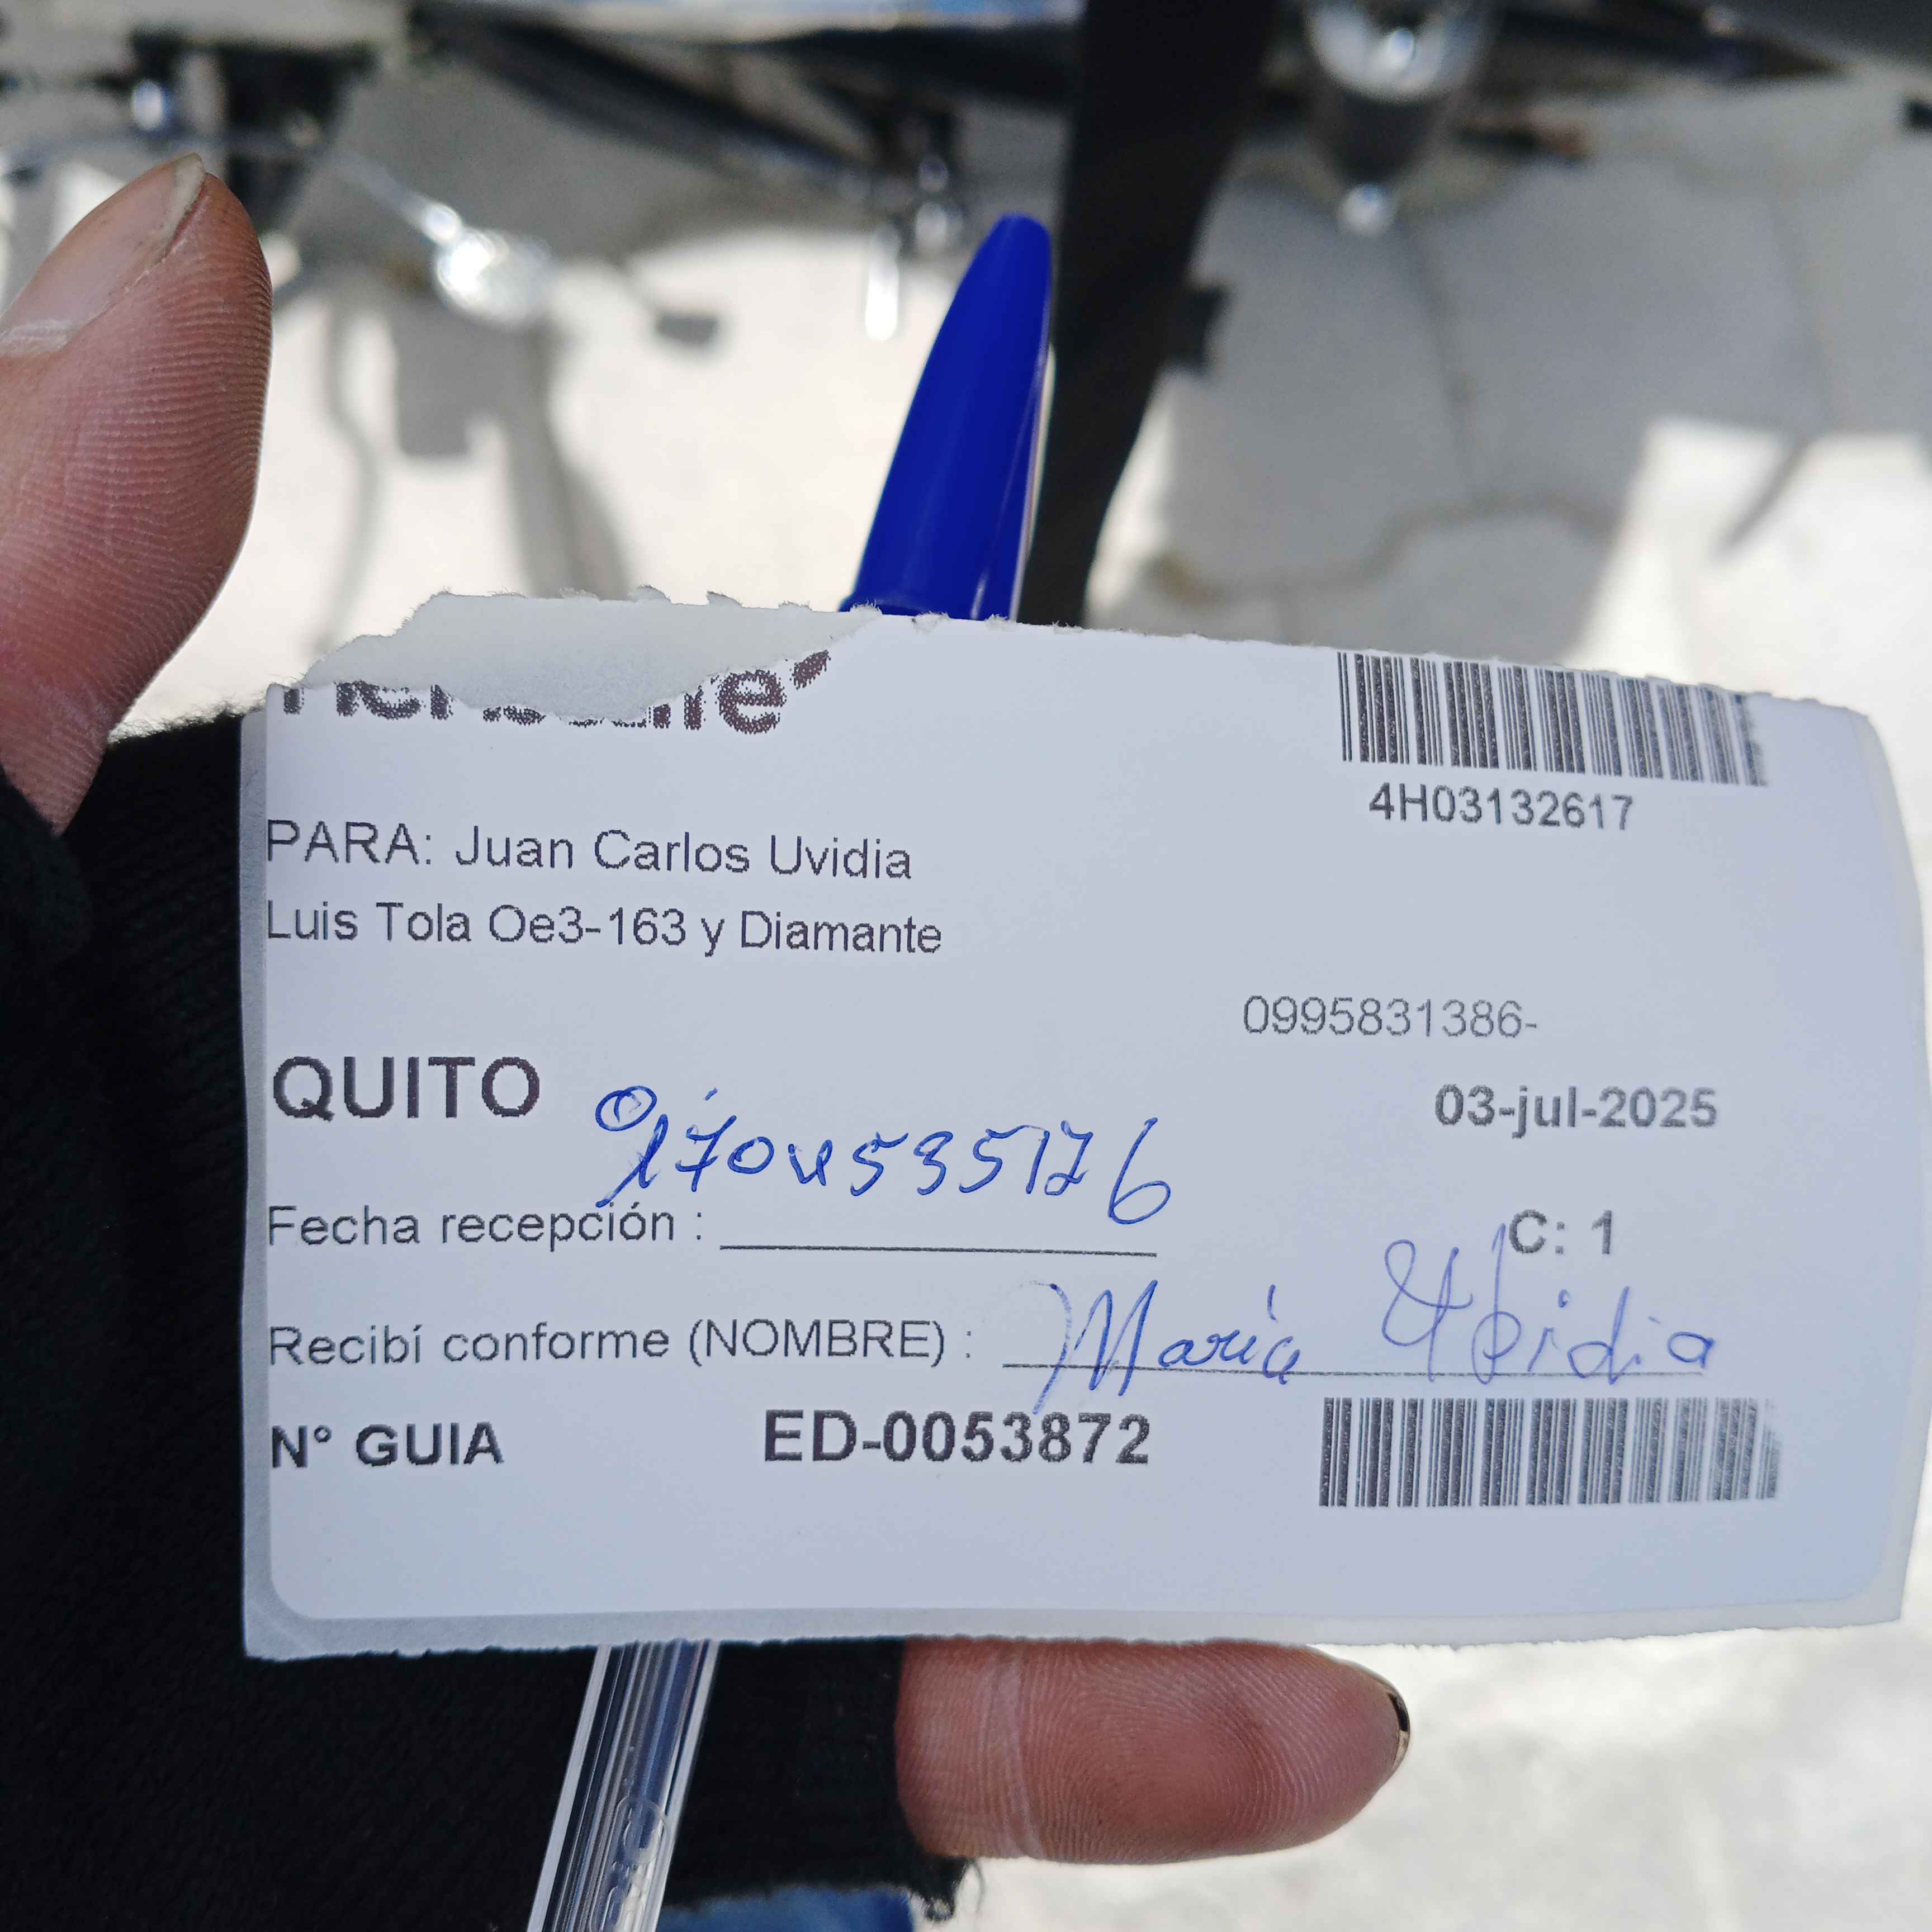 4H03132617
PARA: Juan Carlos Uvidia
Luis Tola Oe3-163 y Diamante
0995831386-
QUITO
03-jul-2025
Fecha recepción :
C: 1
Recibí conforme (NOMBRE) : María
N° GUIA ED-0053872